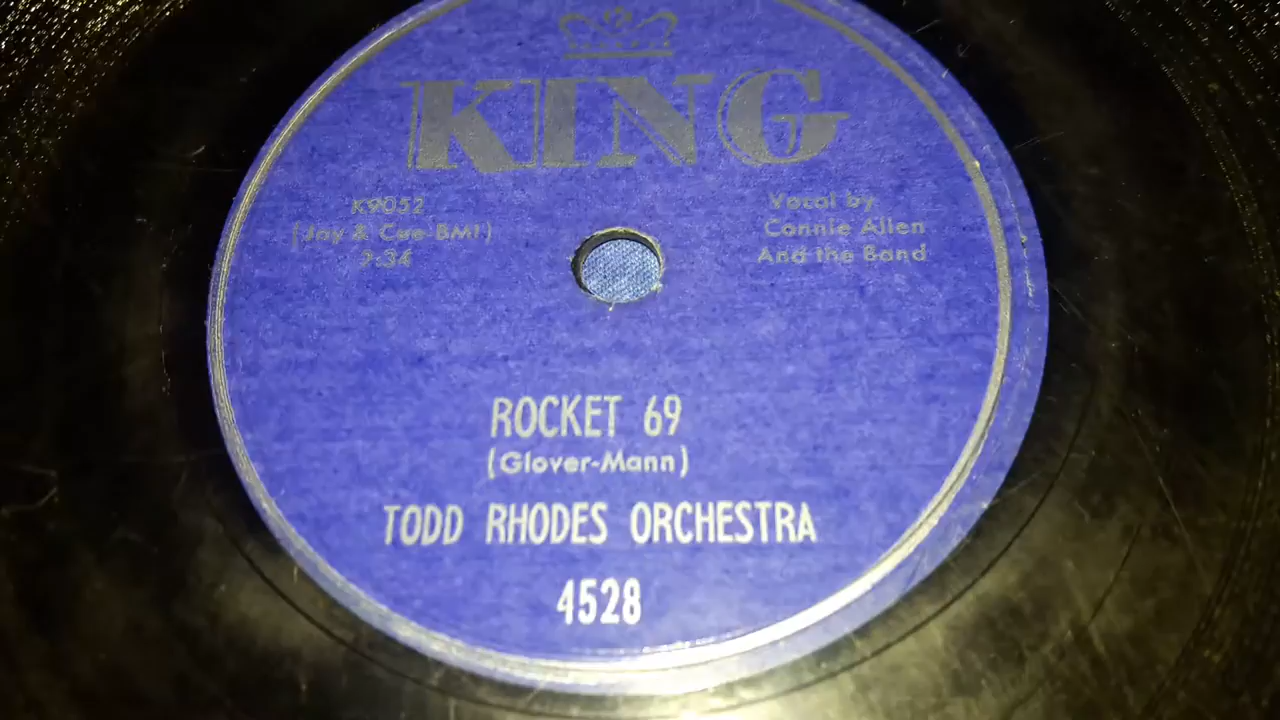 KING
K9052
(Jay & Cee-BMI)
2:34
Vocal by
Connie Allen
And the Band
ROCKET 69
(Glover-Mann)
TODD RHODES ORCHESTRA
4528